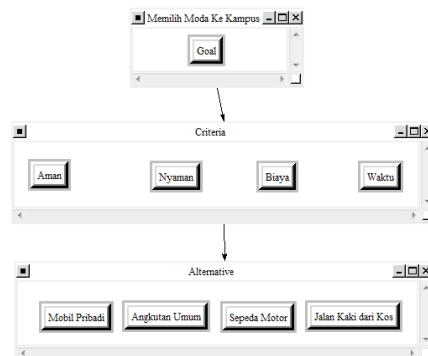 Memilih Moda Ke Kampus
Goal
Criteria
Aman Nyaman Biaya Waktu
Alternative
Mobil Pribadi Angkutan Umum Sepeda Motor Jalan Kaki dari Kos